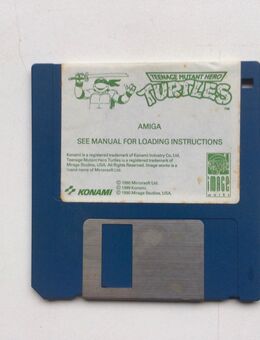 TEENAGE MUTANT HERO
TURTLES
TM
AMIGA
SEE MANUAL FOR LOADING INSTRUCTIONS
Konami is a registered trademark of Konami Industry Co. Ltd.
Teenage Mutant Hero Turtles is a registered trademark of
Mirage Studios, USA. All Rights Reserved. Image works is a
brand name of Mirrorsoft Ltd.
KONAMI
© 1990 Mirrorsoft Ltd.
© 1989 Konami.
© 1990 Mirage Studios, USA.
IMAGE
WORKS